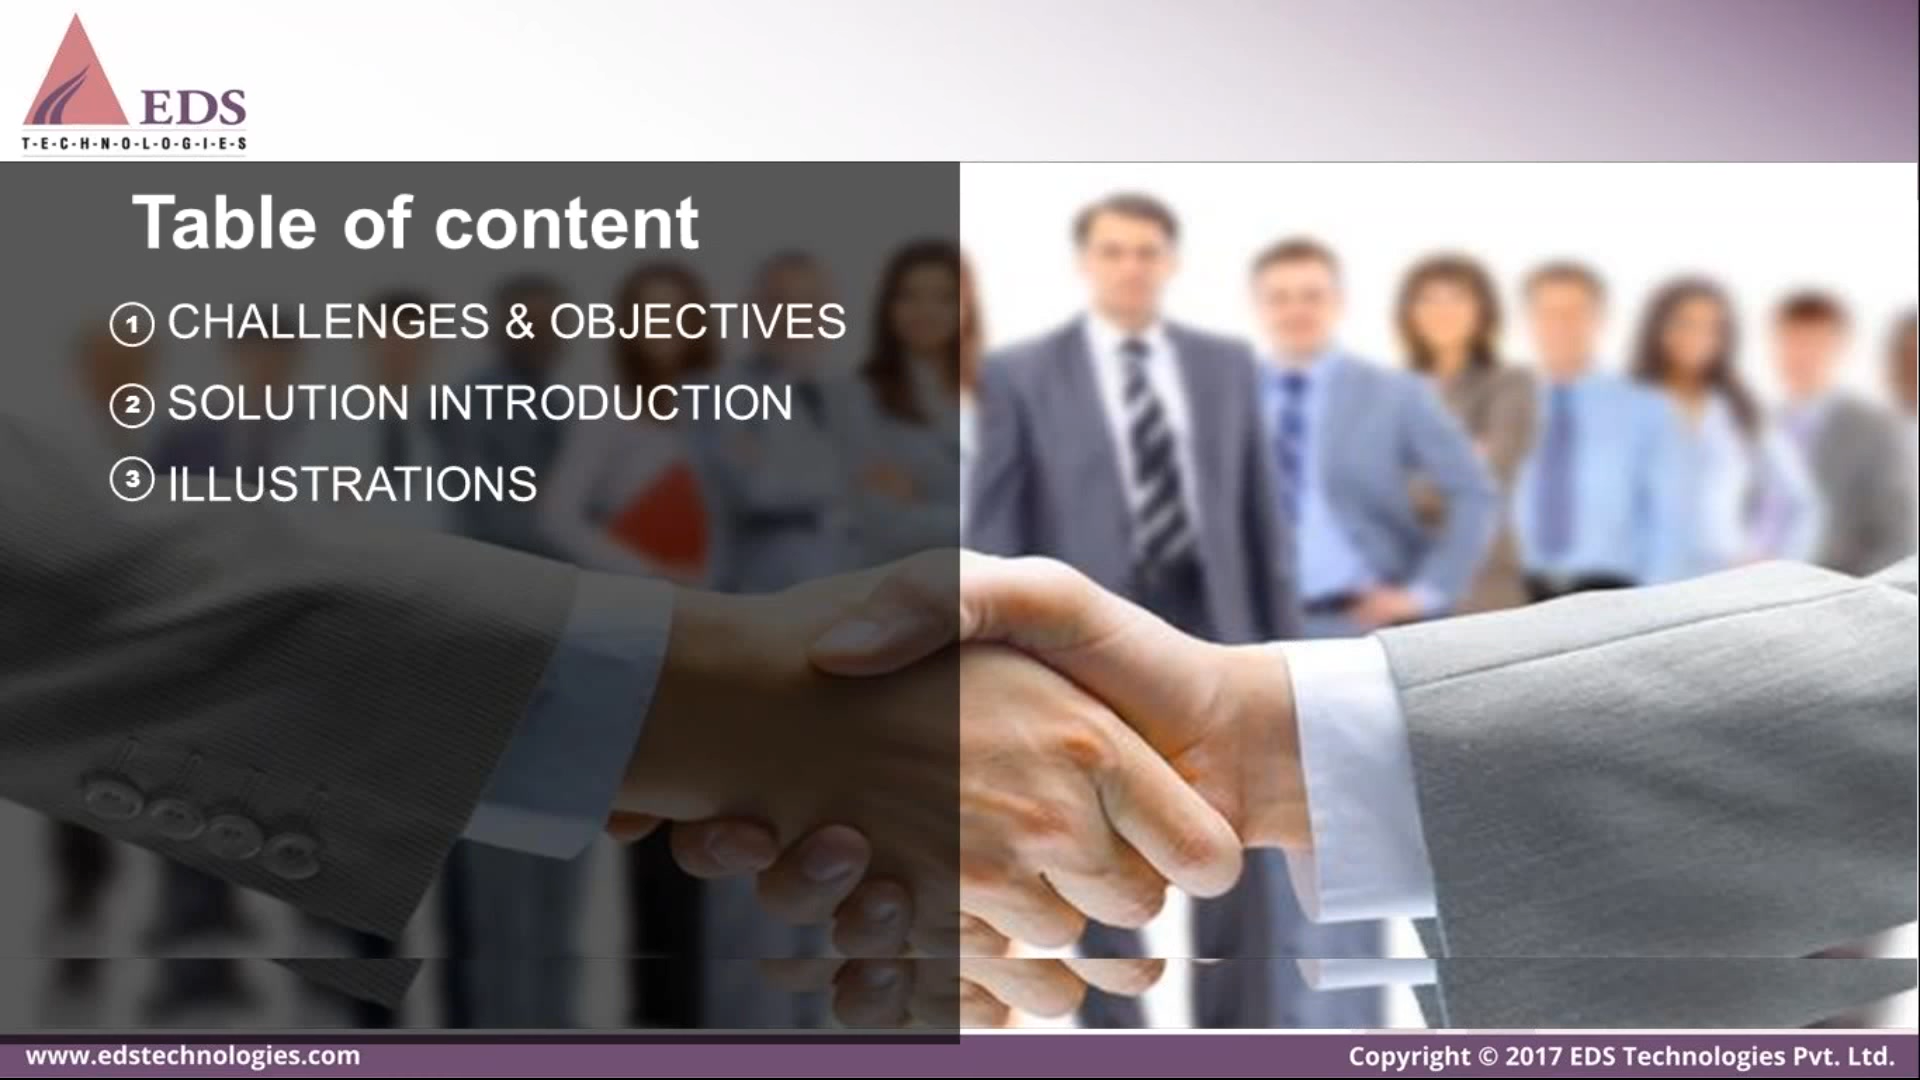 EDS
T-E-C-H-N-O-L-O-G-I-E-S
Table of content
1 CHALLENGES & OBJECTIVES
2 SOLUTION INTRODUCTION
3 ILLUSTRATIONS
www.edstechnologies.com
Copyright © 2017 EDS Technologies Pvt. Ltd.